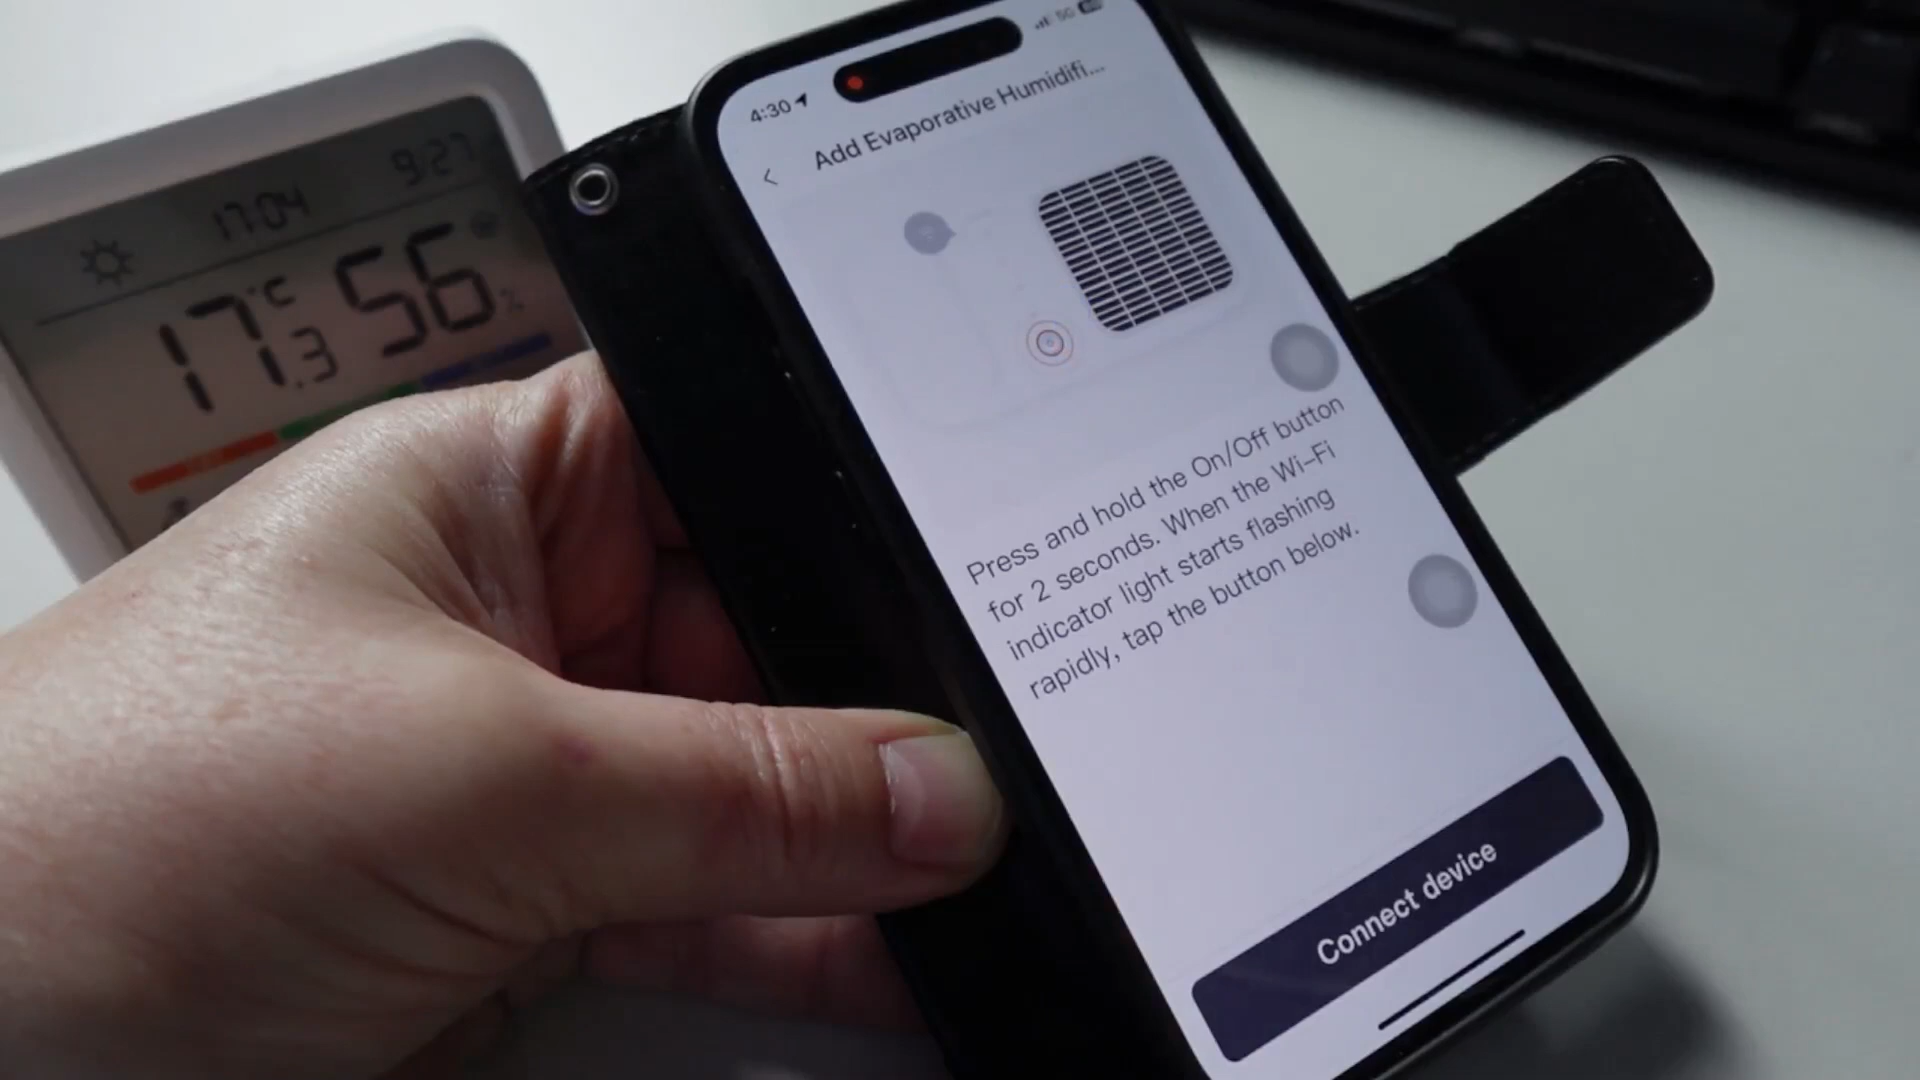 17:04
9:27
17.3°C
56%
4:30
5G
Add Evaporative Humidifi...
Press and hold the On/Off button
for 2 seconds. When the Wi-Fi
indicator light starts flashing
rapidly, tap the button below.
Connect device